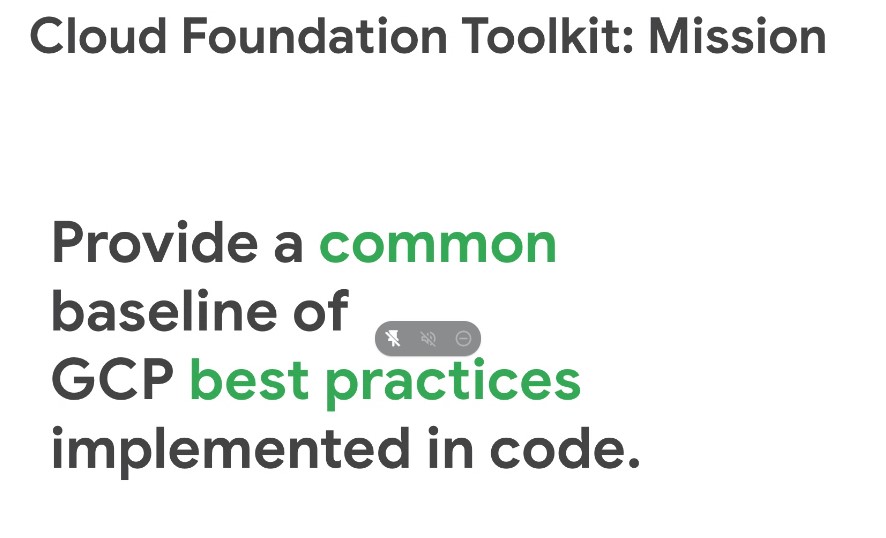 Cloud Foundation Toolkit: Mission
Provide a common
baseline of
GCP best practices
implemented in code.